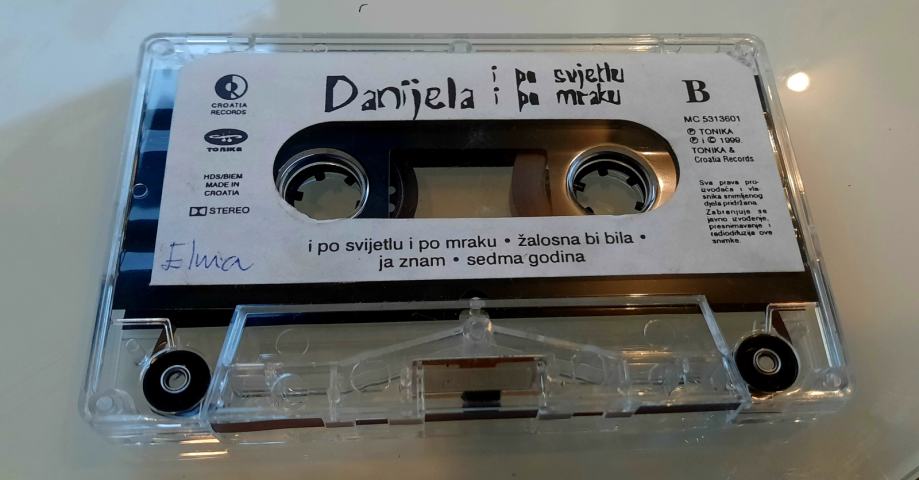 CROATIA
RECORDS
TONIKA
HDS/BIEM
MADE IN
CROATIA
STEREO
Elma
Danijela i po svjetlu
i po mraku
B
MC 5313601
℗ TONIKA
℗ i © 1999.
TONIKA &
Croatia Records
Sva prava pro-
izvođača i vla-
snika snimljenog
djela pridržana.
Zabranjuje se
javno izvođenje,
presnimavanje i
radiodifuzija ove
snimke.
i po svijetlu i po mraku • žalosna bi bila •
ja znam • sedma godina